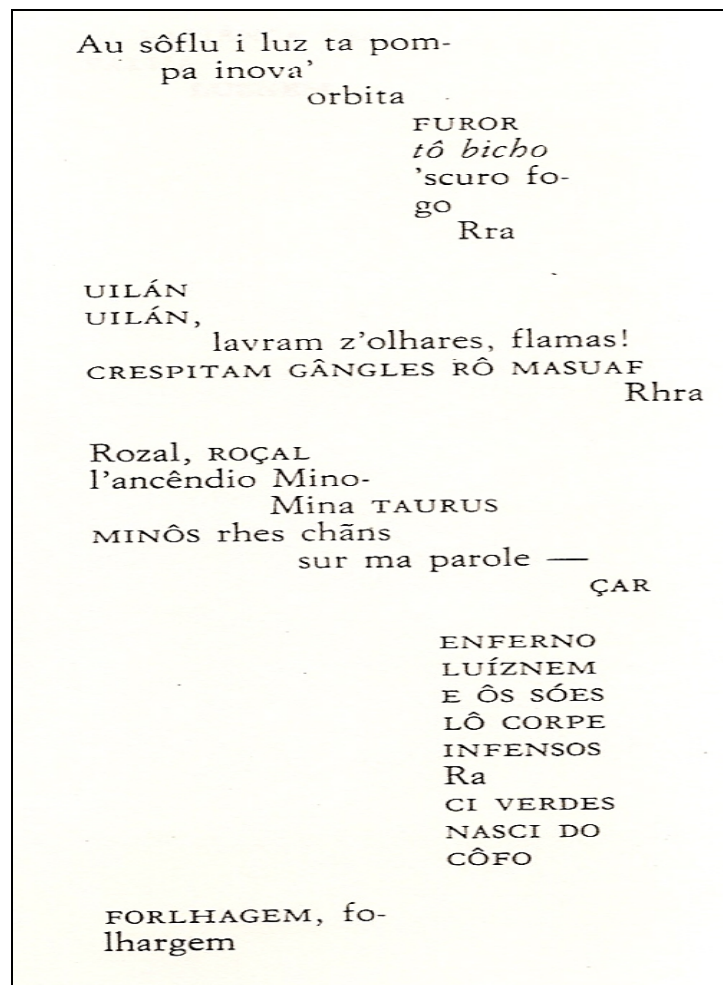 Au sôflu i luz ta pom-
pa inova’
orbita
FUROR
tô bicho
’scuro fo-
go
Rra
UILÁN
UILÁN,
lavram z’olhares, flamas!
CRESPITAM GÂNGLES RÔ MASUAF
Rhra
Rozal, ROÇAL
l’ancêndio Mino-
Mina TAURUS
MINÔS rhes chãns
sur ma parole —
ÇAR
ENFERNO
LUÍZNEM
E ÔS SÓES
LÔ CORPE
INFENSOS
Ra
CI VERDES
NASCI DO
CÔFO
FORLHAGEM, fo-
lhargem